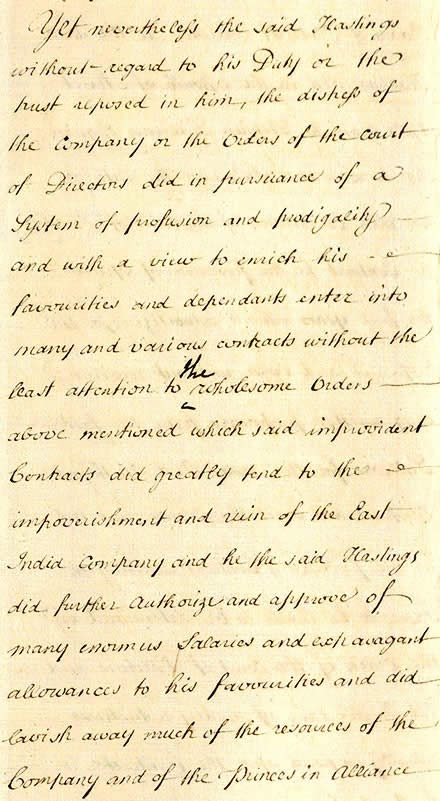 Yet nevertheless the said Hastings
without regard to his Duty or the
trust reposed in him, the distress of
the Company or the Orders of the Court
of Directors did in pursuance of a
System of profusion and prodigality
and with a view to enrich his
favourities and dependants enter into
many and various contracts without the
least attention to the wholesome Orders
above mentioned which said improvident
Contracts did greatly tend to the
impoverishment and ruin of the East
India Company and he the said Hastings
did further Authorize and approve of
many enormus Salaries and exhavagant
allowances to his favourities and did
lavish away much of the resources of the
Company and of the Princes in Alliance